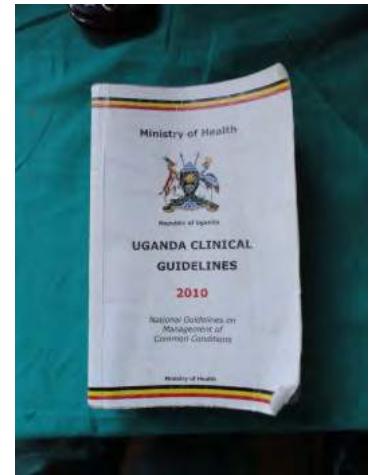 Ministry of Health
Republic of Uganda
UGANDA CLINICAL
GUIDELINES
2010
National Guidelines on
Management of
Common Conditions
Ministry of Health